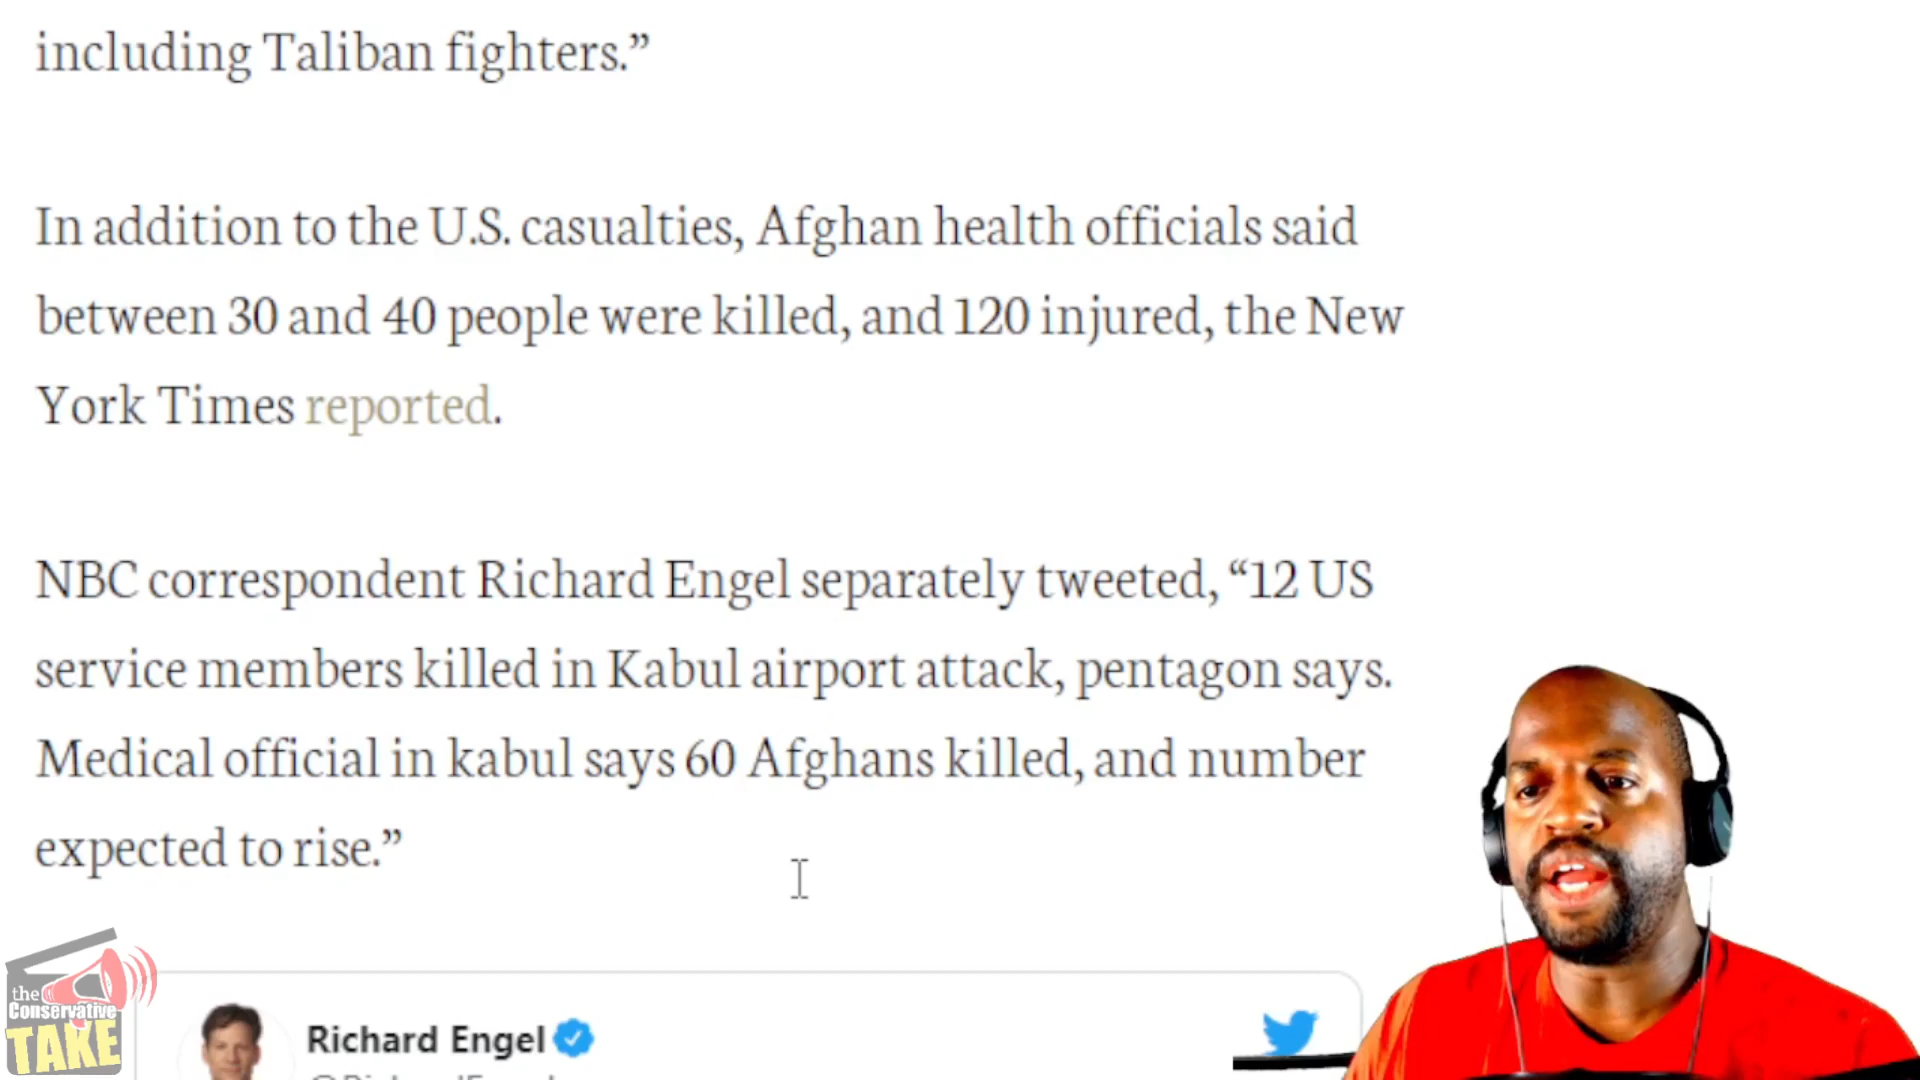 including Taliban fighters.”
In addition to the U.S. casualties, Afghan health officials said
between 30 and 40 people were killed, and 120 injured, the New
York Times reported.
NBC correspondent Richard Engel separately tweeted, “12 US
service members killed in Kabul airport attack, pentagon says.
Medical official in kabul says 60 Afghans killed, and number
expected to rise.”
the
Conservative
TAKE
Richard Engel